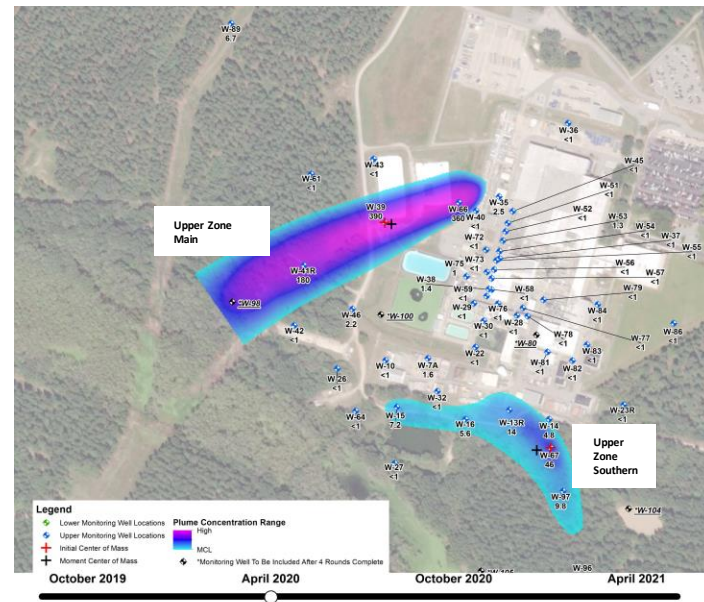 W-89
6.7
W-36
<1
W-43
<1
W-45
<1
W-61
<1
W-51
<1
W-35
2.5
W-52
<1
W-39
390
W-66
360
W-40
<1
W-53
1.3
W-54
<1
W-37
<1
Upper Zone
Main
W-72
<1
W-55
<1
W-73
<1
W-56
<1
W-75
1
W-57
<1
W-41R
180
W-38
1.4
W-59
<1
W-58
<1
W-79
<1
*W-98
W-46
2.2
*W-100
W-29
<1
W-76
<1
W-84
<1
W-42
<1
W-30
<1
W-28
<1
W-78
<1
W-77
<1
W-86
<1
*W-80
W-22
<1
W-83
<1
W-10
<1
W-7A
1.6
W-81
<1
W-82
<1
W-26
<1
W-32
<1
W-64
<1
W-15
7.2
W-16
5.6
W-13R
14
W-14
4.8
W-23R
<1
Upper
Zone
Southern
W-67
46
W-27
<1
W-97
9.8
*W-104
Legend
Lower Monitoring Well Locations
Upper Monitoring Well Locations
Initial Center of Mass
Moment Center of Mass
Plume Concentration Range
High
MCL
*Monitoring Well To Be Included After 4 Rounds Complete
*W-105
W-96
October 2019
April 2020
October 2020
April 2021